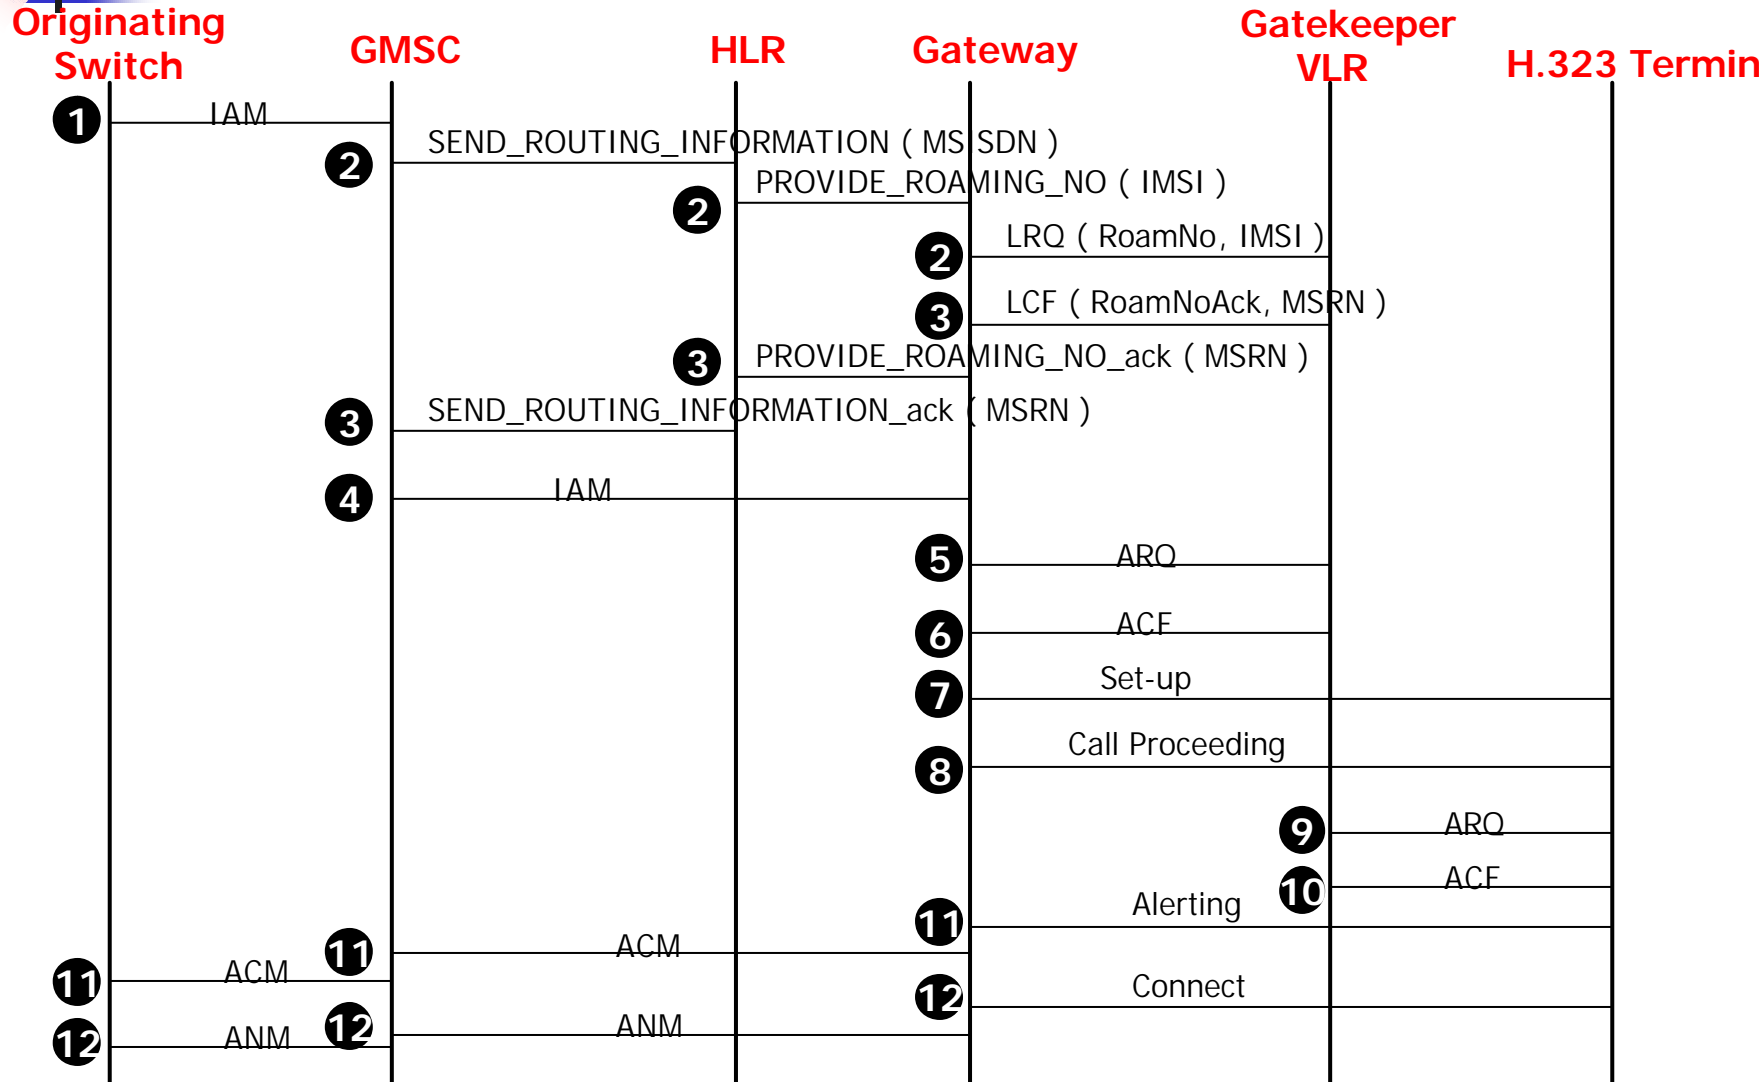 Originating
Switch
GMSC
HLR
Gateway
Gatekeeper
VLR
H.323 Termin
1
IAM
2
SEND_ROUTING_INFORMATION ( MSISDN )
2
PROVIDE_ROAMING_NO ( IMSI )
2
LRQ ( RoamNo, IMSI )
3
LCF ( RoamNoAck, MSRN )
3
PROVIDE_ROAMING_NO_ack ( MSRN )
3
SEND_ROUTING_INFORMATION_ack ( MSRN )
4
IAM
5
ARQ
6
ACF
7
Set-up
8
Call Proceeding
9
ARQ
10
ACF
11
Alerting
11
ACM
11
ACM
12
Connect
12
ANM
12
ANM